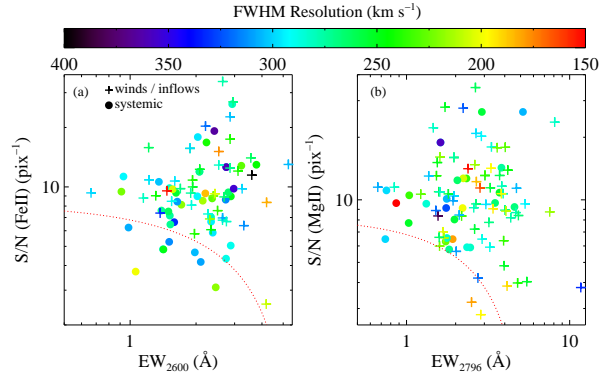 FWHM Resolution (km s⁻¹)
400 350 300 250 200 150
(a) winds / inflows
systemic
(b)
S/N (FeII) (pix⁻¹)
10
1
EW₂₆₀₀ (Å)
S/N (MgII) (pix⁻¹)
10
1 10
EW₂₇₉₆ (Å)